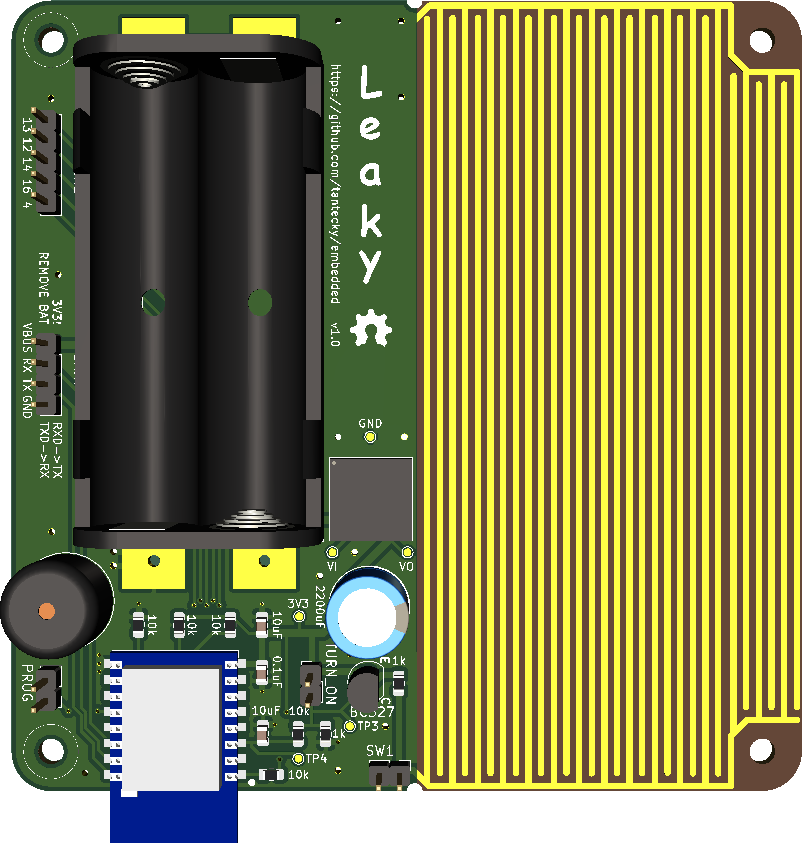 Leaky
https://github.com/tantecky/embedded v1.0
13 12 14 16 4
REMOVE BAT
3V3!
VBUS RX TX GND
RXD->TX
TXD->RX
GND
VI
VO
2200uF
3V3
10k
10k
10k
10uF
0.1uF
TURN_ON
E
1k
C
PROG
10uF
10k
1k
TP3
SW1
TP4
10k